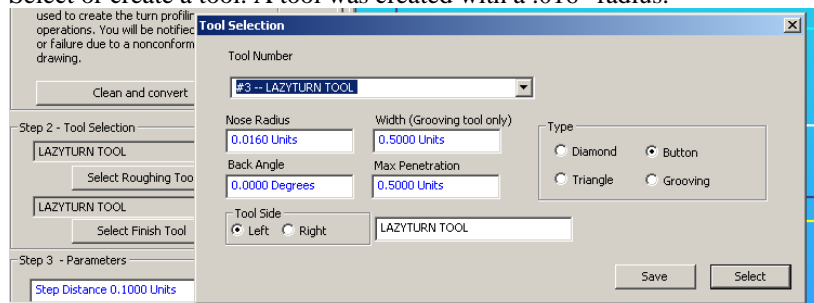 Select or create a tool. A tool was created with a .016" radius.
used to create the turn profilin
operations. You will be notified
or failure due to a nonconform
drawing.
Clean and convert
Step 2 - Tool Selection
LAZYTURN TOOL
Select Roughing Too
LAZYTURN TOOL
Select Finish Tool
Step 3 - Parameters
Step Distance 0.1000 Units
Tool Selection
Tool Number
#3 -- LAZYTURN TOOL
Nose Radius
Width (Grooving tool only)
0.0160 Units
0.5000 Units
Back Angle
Max Penetration
0.0000 Degrees
0.5000 Units
Type
Diamond
Button
Triangle
Grooving
Tool Side
Left
Right
LAZYTURN TOOL
Save
Select